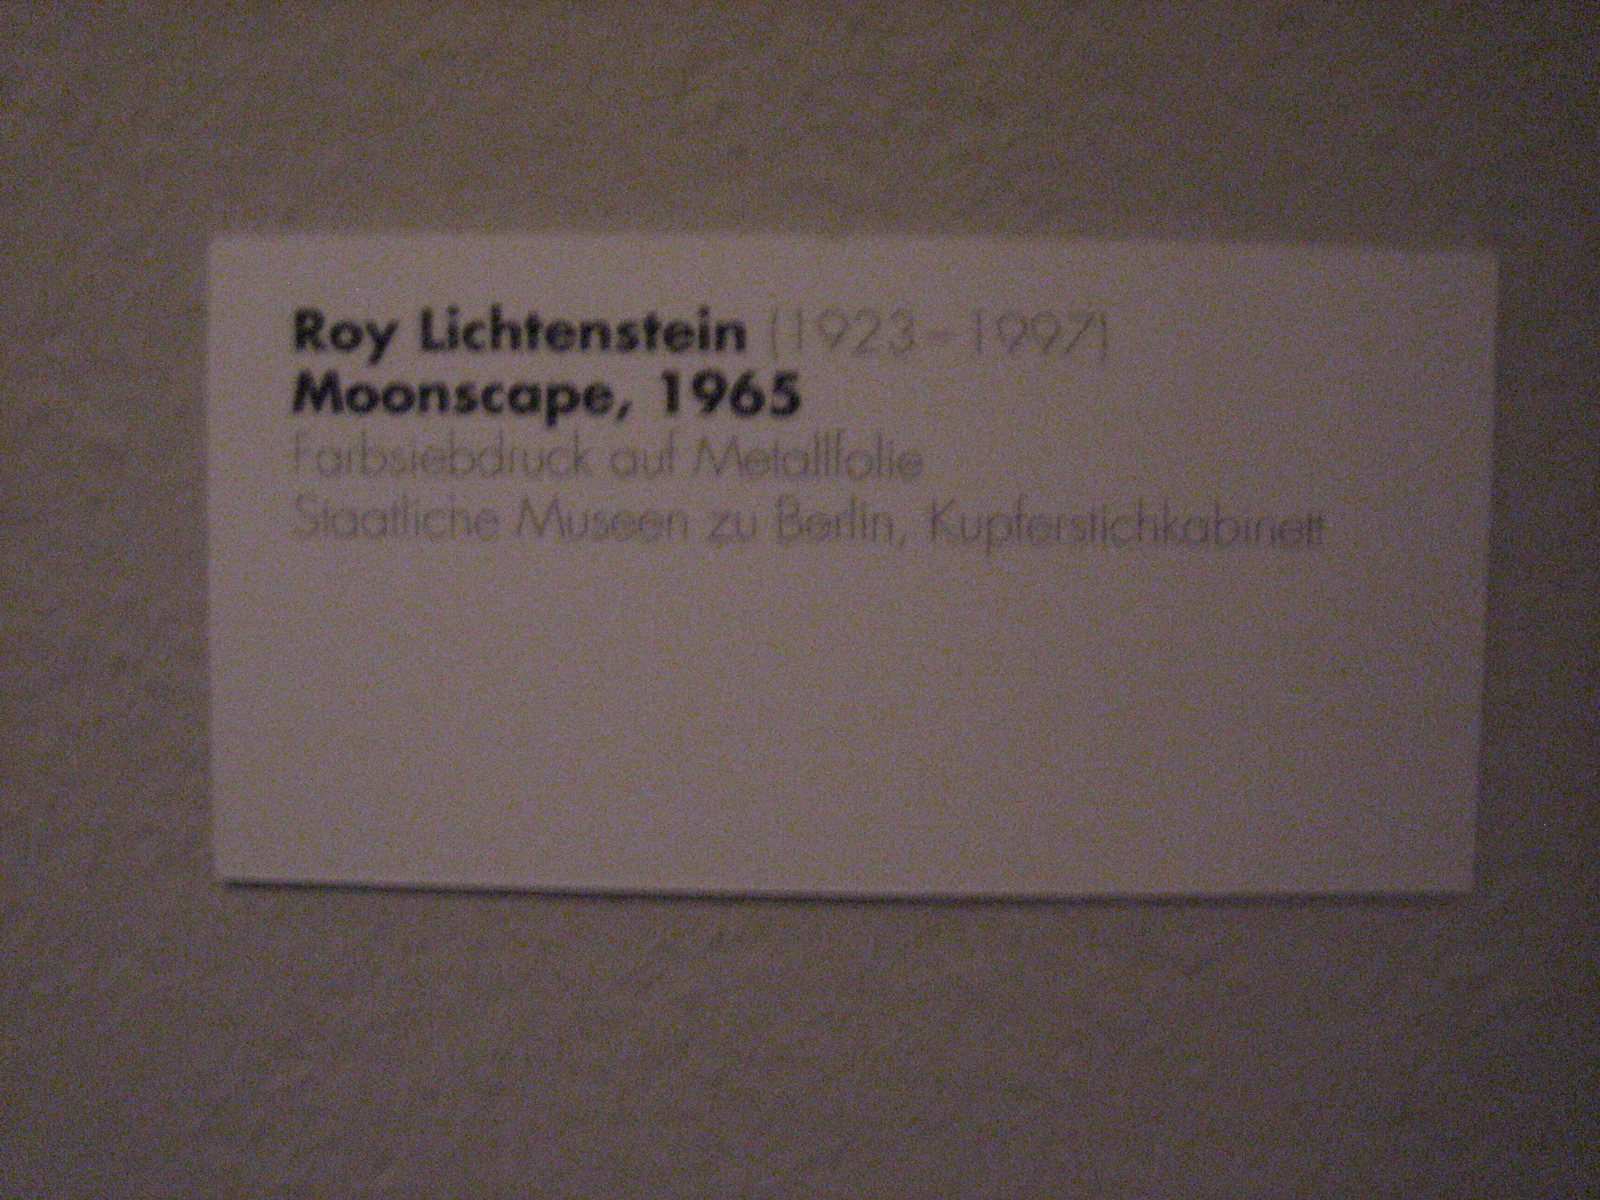 Roy Lichtenstein (1923–1997)
Moonscape, 1965
Farbsiebdruck auf Metallfolie
Staatliche Museen zu Berlin, Kupferstichkabinett